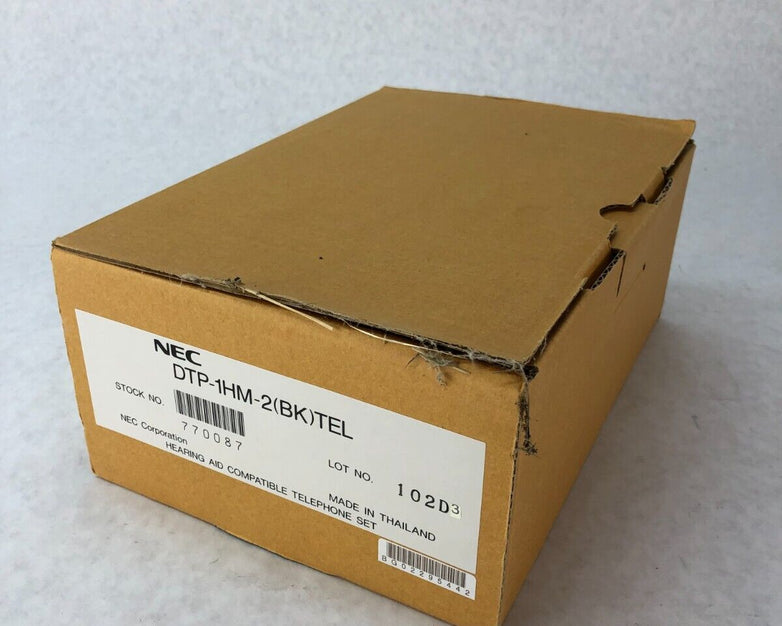 NEC
DTP-1HM-2(BK)TEL
STOCK NO.
770087
NEC Corporation
LOT NO. 102D3
HEARING AID COMPATIBLE TELEPHONE SET
MADE IN THAILAND
BG02295442